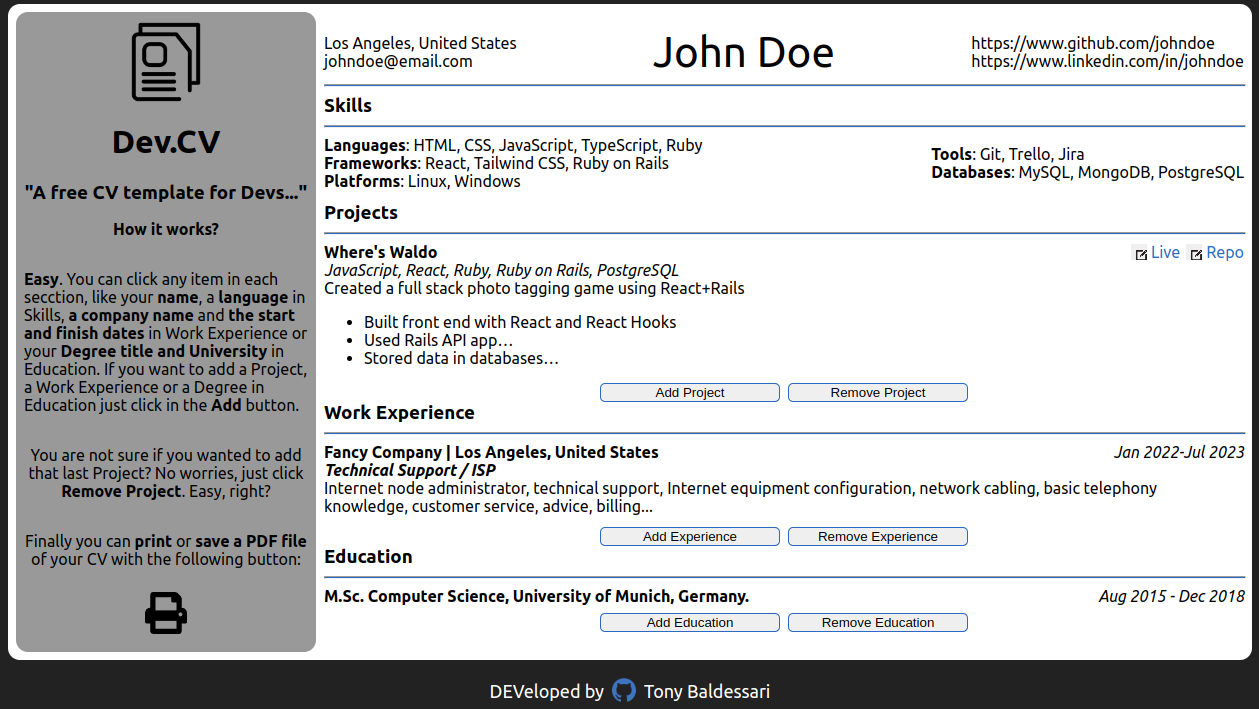 Dev.CV
"A free CV template for Devs..."
How it works?
Easy. You can click any item in each
secction, like your name, a language in
Skills, a company name and the start
and finish dates in Work Experience or
your Degree title and University in
Education. If you want to add a Project,
a Work Experience or a Degree in
Education just click in the Add button.
You are not sure if you wanted to add
that last Project? No worries, just click
Remove Project. Easy, right?
Finally you can print or save a PDF file
of your CV with the following button:
Los Angeles, United States
johndoe@email.com
John Doe
https://www.github.com/johndoe
https://www.linkedin.com/in/johndoe
Skills
Languages: HTML, CSS, JavaScript, TypeScript, Ruby
Frameworks: React, Tailwind CSS, Ruby on Rails
Platforms: Linux, Windows
Tools: Git, Trello, Jira
Databases: MySQL, MongoDB, PostgreSQL
Projects
Where's Waldo
Live Repo
JavaScript, React, Ruby, Ruby on Rails, PostgreSQL
Created a full stack photo tagging game using React+Rails
• Built front end with React and React Hooks
• Used Rails API app…
• Stored data in databases…
Add Project Remove Project
Work Experience
Fancy Company | Los Angeles, United States Jan 2022-Jul 2023
Technical Support / ISP
Internet node administrator, technical support, Internet equipment configuration, network cabling, basic telephony
knowledge, customer service, advice, billing...
Add Experience Remove Experience
Education
M.Sc. Computer Science, University of Munich, Germany. Aug 2015 - Dec 2018
Add Education Remove Education
DEVeloped by Tony Baldessari